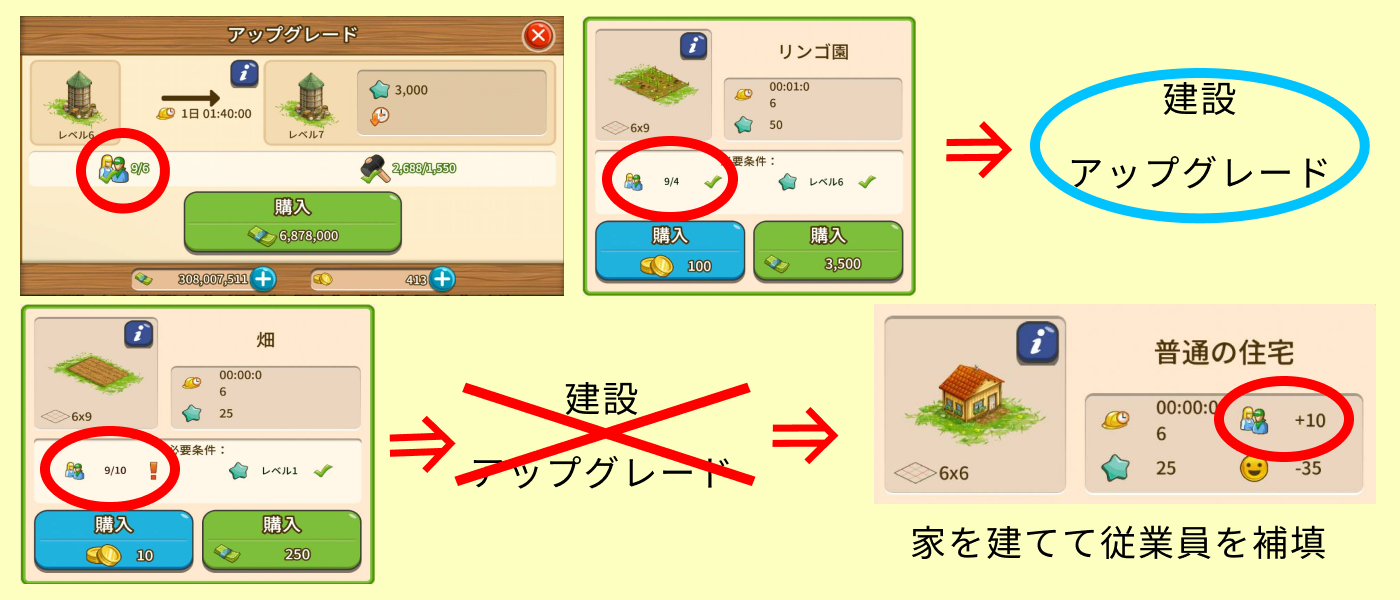 アップグレード
レベル6
1日 01:40:00
レベル7
3,000
9/6
2,688/1,550
購入
6,878,000
308,007,511
413
リンゴ園
6x9
00:01:0
6
50
必要条件：
9/4
レベル6
購入
100
購入
3,500
建設
アップグレード
畑
6x9
00:00:0
6
25
必要条件：
9/10
レベル1
購入
10
購入
250
建設
アップグレード
普通の住宅
6x6
00:00:0
6
+10
25
-35
家を建てて従業員を補填